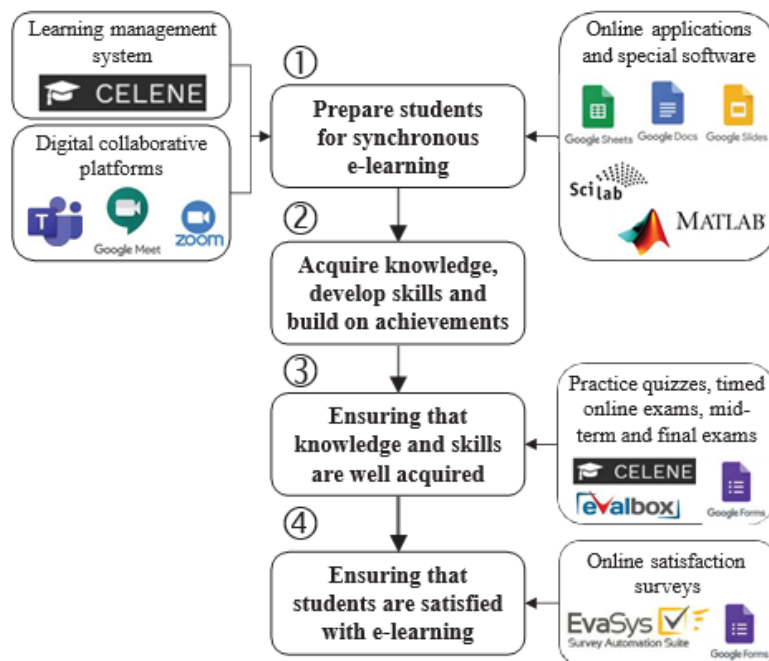 Learning management
system
CELENE
Digital collaborative
platforms
T
Google Meet
zoom
①
Prepare students
for synchronous
e-learning
Online applications
and special software
Google Sheets
Google Docs
Google Slides
Scilab
MATLAB
②
Acquire knowledge,
develop skills and
build on achievements
③
Ensuring that
knowledge and skills
are well acquired
Practice quizzes, timed
online exams, mid-
term and final exams
CELENE
evalbox
Google Forms
④
Ensuring that
students are satisfied
with e-learning
Online satisfaction
surveys
EvaSys
Survey Automation Suite
Google Forms